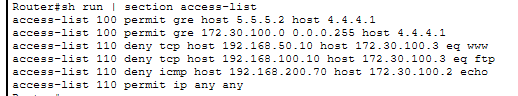 Router#sh run | section access-list
access-list 100 permit gre host 5.5.5.2 host 4.4.4.1
access-list 100 permit gre 172.30.100.0 0.0.0.255 host 4.4.4.1
access-list 110 deny tcp host 192.168.50.10 host 172.30.100.3 eq www
access-list 110 deny tcp host 192.168.100.10 host 172.30.100.3 eq ftp
access-list 110 deny icmp host 192.168.200.70 host 172.30.100.2 echo
access-list 110 permit ip any any